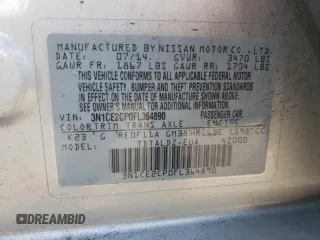 MANUFACTURED BY NISSAN MOTOR CO., LTD.
DATE: 07/14 GVWR: 3470 LBS
GAWR FR: 1867 LBS GAWR RR: 1704 LBS
THIS VEHICLE CONFORMS TO ALL APPLICABLE FEDERAL MOTOR
VEHICLE SAFETY, BUMPER, AND THEFT PREVENTION STANDARDS
IN EFFECT ON THE DATE OF MANUFACTURE SHOWN ABOVE.
SEE OWNER'S MANUAL FOR ADDITIONAL INFORMATION.
VIN: 3N1CE2CP0FL364890 PASSENGER CAR
COLOR TRIM TRANS AXLE ENGINE
K23 G RE0F11A
MODEL: 47000
3N1CE2CP0FL364890